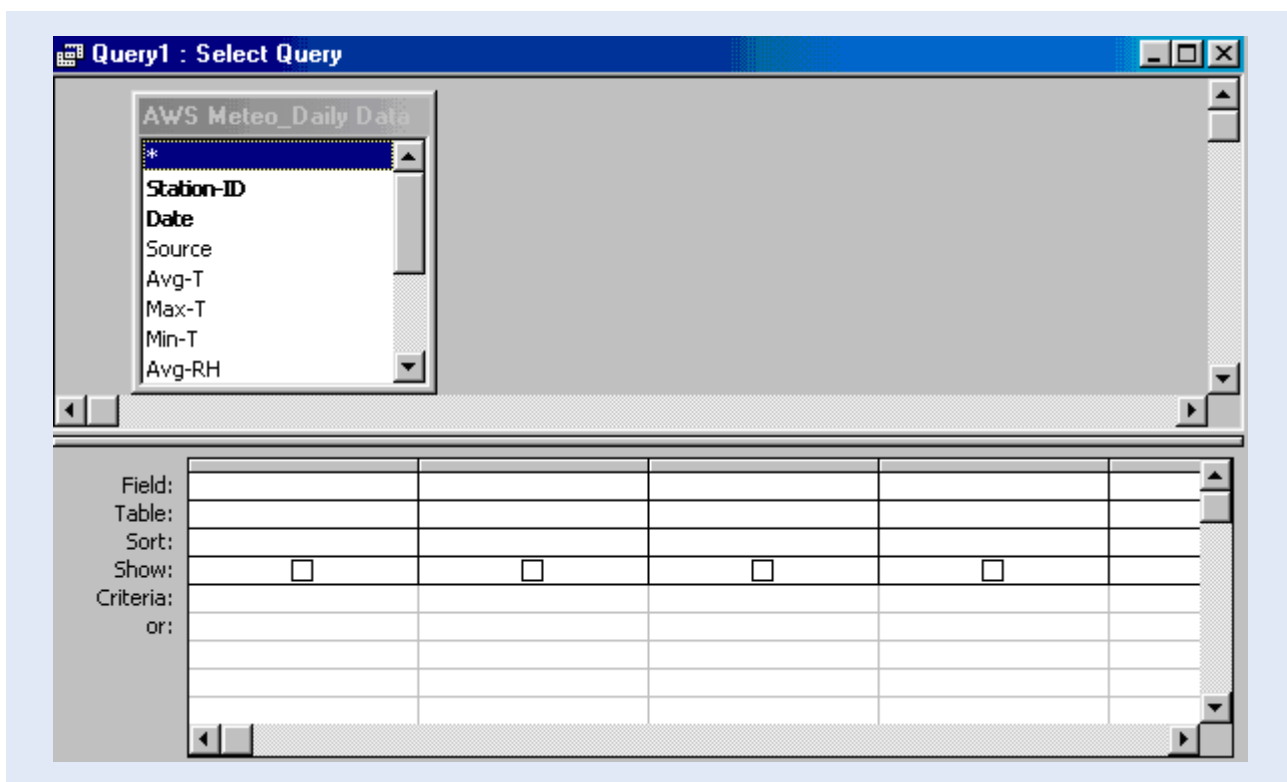 Query1 : Select Query
AWS Meteo_Daily Data
*
Station-ID
Date
Source
Avg-T
Max-T
Min-T
Avg-RH
Field:
Table:
Sort:
Show:
Criteria:
or: